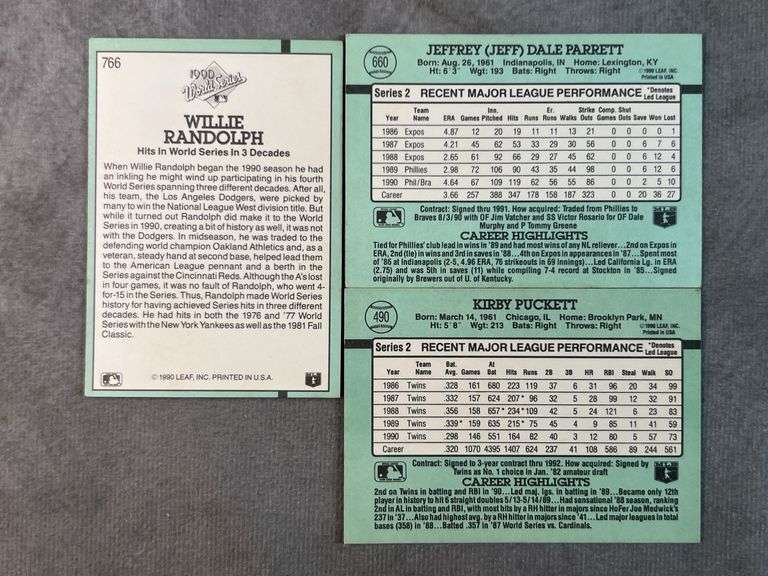 766
1990
World Series
WILLIE
RANDOLPH
Hits In World Series In 3 Decades
When Willie Randolph began the 1990 season he had
an inkling he might wind up participating in his fourth
World Series spanning three different decades. After all,
his team, the Los Angeles Dodgers, were picked by
many to win the National League West division title. But
while it turned out Randolph did make it to the World
Series in 1990, creating a bit of history as well, it was not
with the Dodgers. In midseason, he was traded to the
defending world champion Oakland Athletics and, as a
veteran, steady hand at second base, helped lead them
to the American League pennant and a berth in the
Series against the Cincinnati Reds. Although the A's lost
in four games, it was no fault of Randolph, who went 4-
for-15 in the Series. Thus, Randolph made World Series
history for having achieved Series hits in three different
decades. He had hits in both the 1976 and '77 World
Series with the New York Yankees as well as the 1981 Fall
Classic.
© 1990 LEAF, INC. PRINTED IN U.S.A.
660
JEFFREY (JEFF) DALE PARRETT
Born: Aug. 26, 1961 Indianapolis, IN Home: Lexington, KY
Ht: 6' 3" Wgt: 193 Bats: Right Throws: Right
© 1990 LEAF, INC.
Printed in U.S.A.
Series 2 RECENT MAJOR LEAGUE PERFORMANCE *Denotes Led League
Year Team Name ERA Games Inn. Pitched Hits Runs Er. Runs Walks Strike Outs Comp. Games Shut Outs Save Won Lost
1986 Expos 4.87 12 20 19 11 11 13 21 0 0 0 0 1
1987 Expos 4.21 45 62 53 33 29 30 56 0 0 6 7 6
1988 Expos 2.65 61 92 66 29 27 45 62 0 0 6 12 4
1989 Phillies 2.98 72 106 90 43 35 44 98 0 0 6 12 6
1990 Phil/Bra 4.64 67 109 119 62 56 55 86 0 0 2 5 10
Career 3.66 257 388 347 178 158 187 323 0 0 20 36 27
Contract: Signed thru 1991. How acquired: Traded from Phillies to
Braves 8/3/90 with OF Jim Vatcher and SS Victor Rosario for OF Dale
Murphy and P Tommy Greene
CAREER HIGHLIGHTS
Tied for Phillies' club lead in wins in '89 and had most wins of any NL reliever...2nd on Expos in
ERA, 2nd (tie) in wins and 3rd in saves in '88...4th on Expos in appearances in '87...Spent most
of '86 at Indianapolis (2-5, 4.96 ERA, 76 strikeouts in 69 innings)...Led California Lg. in ERA
(2.75) and was 5th in saves (11) while compiling 7-4 record at Stockton in '85...Signed
originally by Brewers out of U. of Kentucky.
490
KIRBY PUCKETT
Born: March 14, 1961 Chicago, IL Home: Brooklyn Park, MN
Ht: 5' 8" Wgt: 213 Bats: Right Throws: Right
© 1990 LEAF, INC.
Printed in U.S.A.
Series 2 RECENT MAJOR LEAGUE PERFORMANCE *Denotes Led League
Year Team Name Bat. Avg. Games At Bat Hits Runs 2B 3B HR RBI Steal Walk SO
1986 Twins .328 161 680 223 119 37 6 31 96 20 34 99
1987 Twins .332 157 624 207* 96 32 5 28 99 12 32 91
1988 Twins .356 158 657* 234* 109 42 5 24 121 6 23 83
1989 Twins .339* 159 635 215* 75 45 4 9 85 11 41 59
1990 Twins .298 146 551 164 82 40 3 12 80 5 57 73
Career .320 1070 4395 1407 624 237 41 108 586 89 244 561
Contract: Signed to 3-year contract thru 1992. How acquired: Signed by
Twins as No. 1 choice in Jan. '82 amateur draft
CAREER HIGHLIGHTS
2nd on Twins in batting and RBI in '90...Led maj. lgs. in batting in '89...Became only 12th
player in history to hit 6 straight doubles 5/13-5/14/89...Had sensational '88 season, ranking
2nd in AL in batting and RBI, with most hits by a RH hitter in majors since HoFer Joe Medwick's
237 in '37...Also had highest avg. by a RH hitter in majors since '41...Led major leagues in total
bases (358) in '88...Batted .357 in '87 World Series vs. Cardinals.